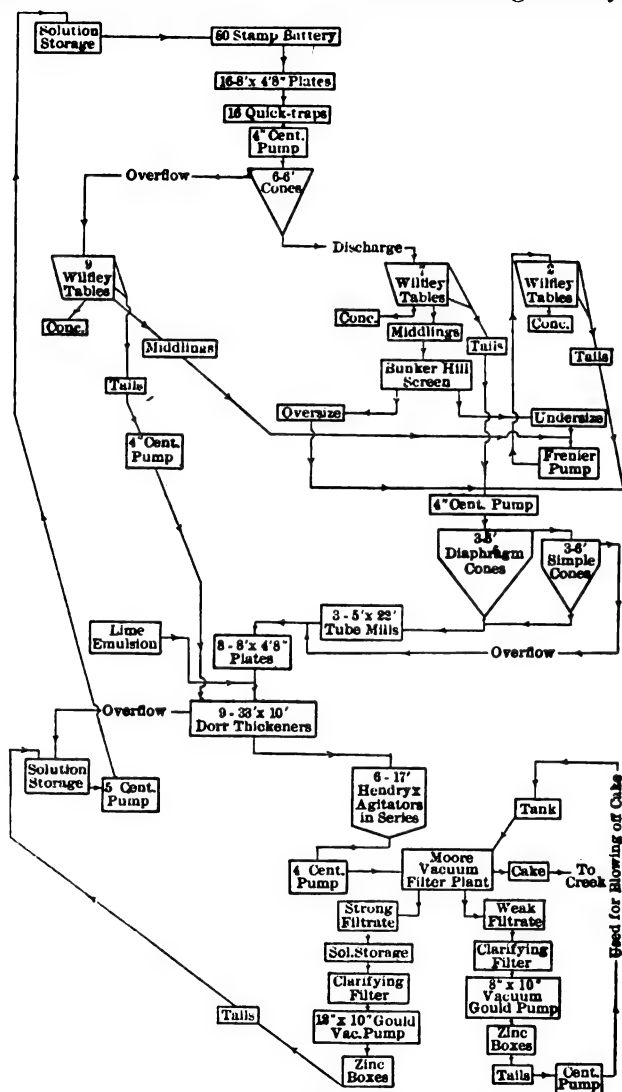 Solution
Storage
80 Stamp Battery
16-8'x 4'8" Plates
16 Quick-traps
4" Cent.
Pump
6-6'
Cones
Overflow
Discharge
9
Wilfley
Tables
7
Wilfley
Tables
2
Wilfley
Tables
Conc.
Conc.
Conc.
Middlings
Middlings
Tails
Tails
Tails
Bunker Hill
Screen
Oversize
Undersize
4" Cent.
Pump
Frenier
Pump
4" Cent. Pump
Diaphragm
Cones
3-6'
Simple
Cones
3 - 5'x 22'
Tube Mills
Lime
Emulsion
8 - 8'x 4'8"
Plates
Overflow
Overflow
9 - 33'x 10'
Dorr Thickeners
Solution
Storage
5 Cent.
Pump
6 - 17'
Hendryx
Agitators
in Series
Tank
4 Cent.
Pump
Moore
Vacuum
Filter Plant
Cake
To
Creek
Used for Blowing off Cake
Strong
Filtrate
Weak
Filtrate
Sol. Storage
Clarifying
Filter
Clarifying
Filter
8" x 10"
Vacuum
Gould Pump
Tails
12" x 10" Gould
Vac. Pump
Zinc
Boxes
Zinc
Boxes
Tails
Cent.
Pump